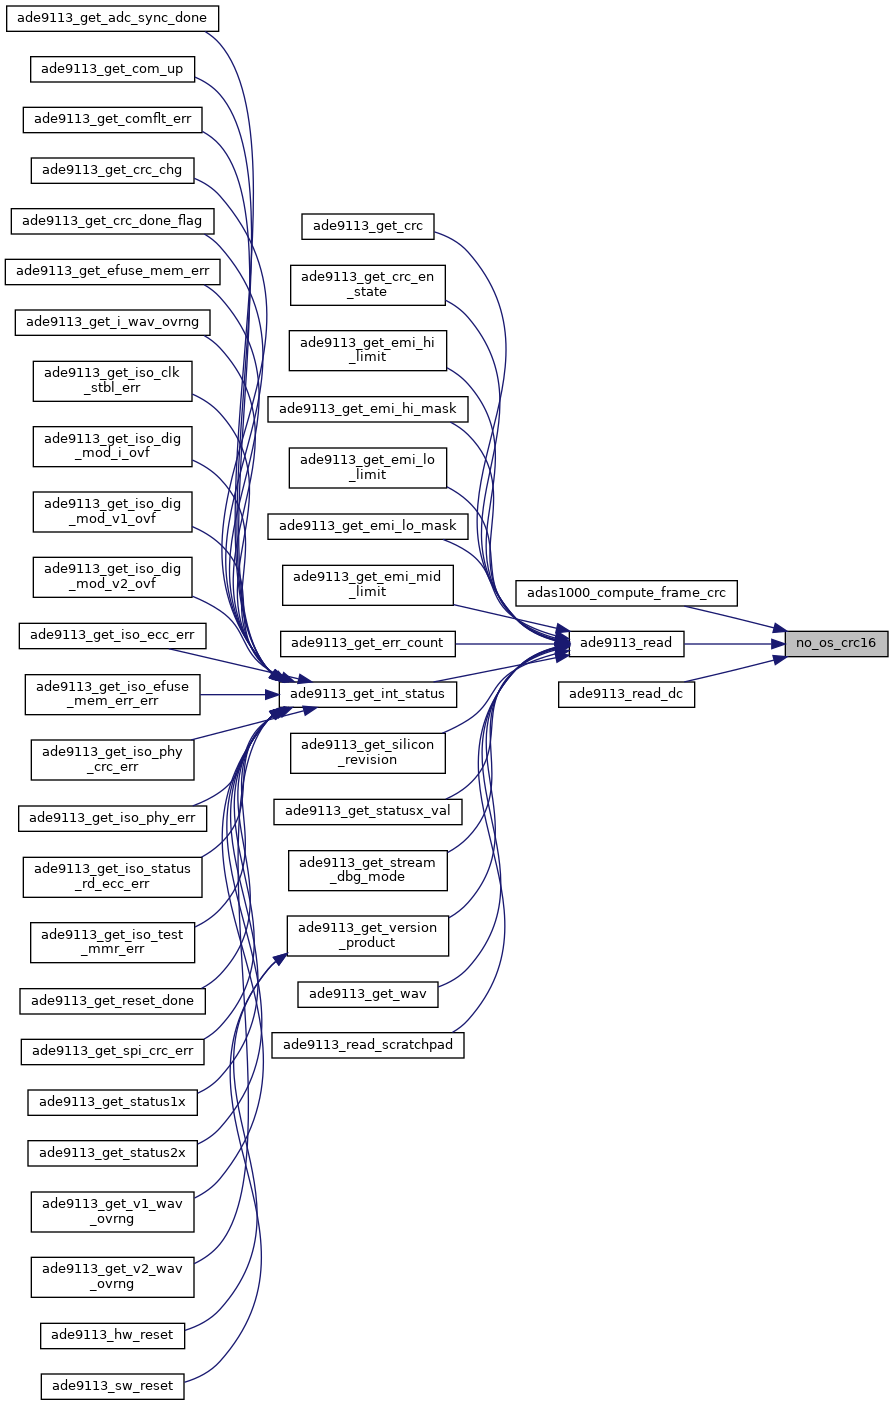 ade9113_get_adc_sync_done
ade9113_get_com_up
ade9113_get_comflt_err
ade9113_get_crc_chg
ade9113_get_crc_done_flag
ade9113_get_efuse_mem_err
ade9113_get_i_wav_ovrng
ade9113_get_iso_clk
_stbl_err
ade9113_get_iso_dig
_mod_i_ovf
ade9113_get_iso_dig
_mod_v1_ovf
ade9113_get_iso_dig
_mod_v2_ovf
ade9113_get_iso_ecc_err
ade9113_get_iso_efuse
_mem_err_err
ade9113_get_iso_phy
_crc_err
ade9113_get_iso_phy_err
ade9113_get_iso_status
_rd_ecc_err
ade9113_get_iso_test
_mmr_err
ade9113_get_reset_done
ade9113_get_spi_crc_err
ade9113_get_status1x
ade9113_get_status2x
ade9113_get_v1_wav
_ovrng
ade9113_get_v2_wav
_ovrng
ade9113_hw_reset
ade9113_sw_reset
ade9113_get_crc
ade9113_get_crc_en
_state
ade9113_get_emi_hi
_limit
ade9113_get_emi_hi_mask
ade9113_get_emi_lo
_limit
ade9113_get_emi_lo_mask
ade9113_get_emi_mid
_limit
ade9113_get_err_count
ade9113_get_int_status
ade9113_get_silicon
_revision
ade9113_get_statusx_val
ade9113_get_stream
_dbg_mode
ade9113_get_version
_product
ade9113_get_wav
ade9113_read_scratchpad
adas1000_compute_frame_crc
ade9113_read
ade9113_read_dc
no_os_crc16